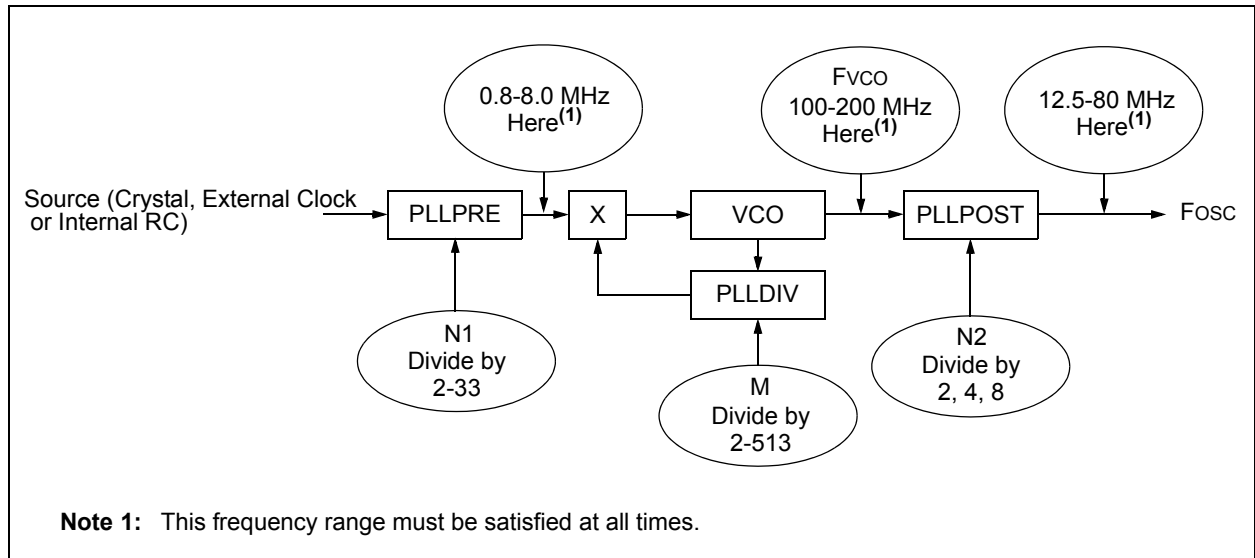 0.8-8.0 MHz
Here(1)
FVCO
100-200 MHz
Here(1)
12.5-80 MHz
Here(1)
Source (Crystal, External Clock
or Internal RC)
PLLPRE
X
VCO
PLLPOST
FOSC
PLLDIV
N1
Divide by
2-33
M
Divide by
2-513
N2
Divide by
2, 4, 8
Note 1: This frequency range must be satisfied at all times.